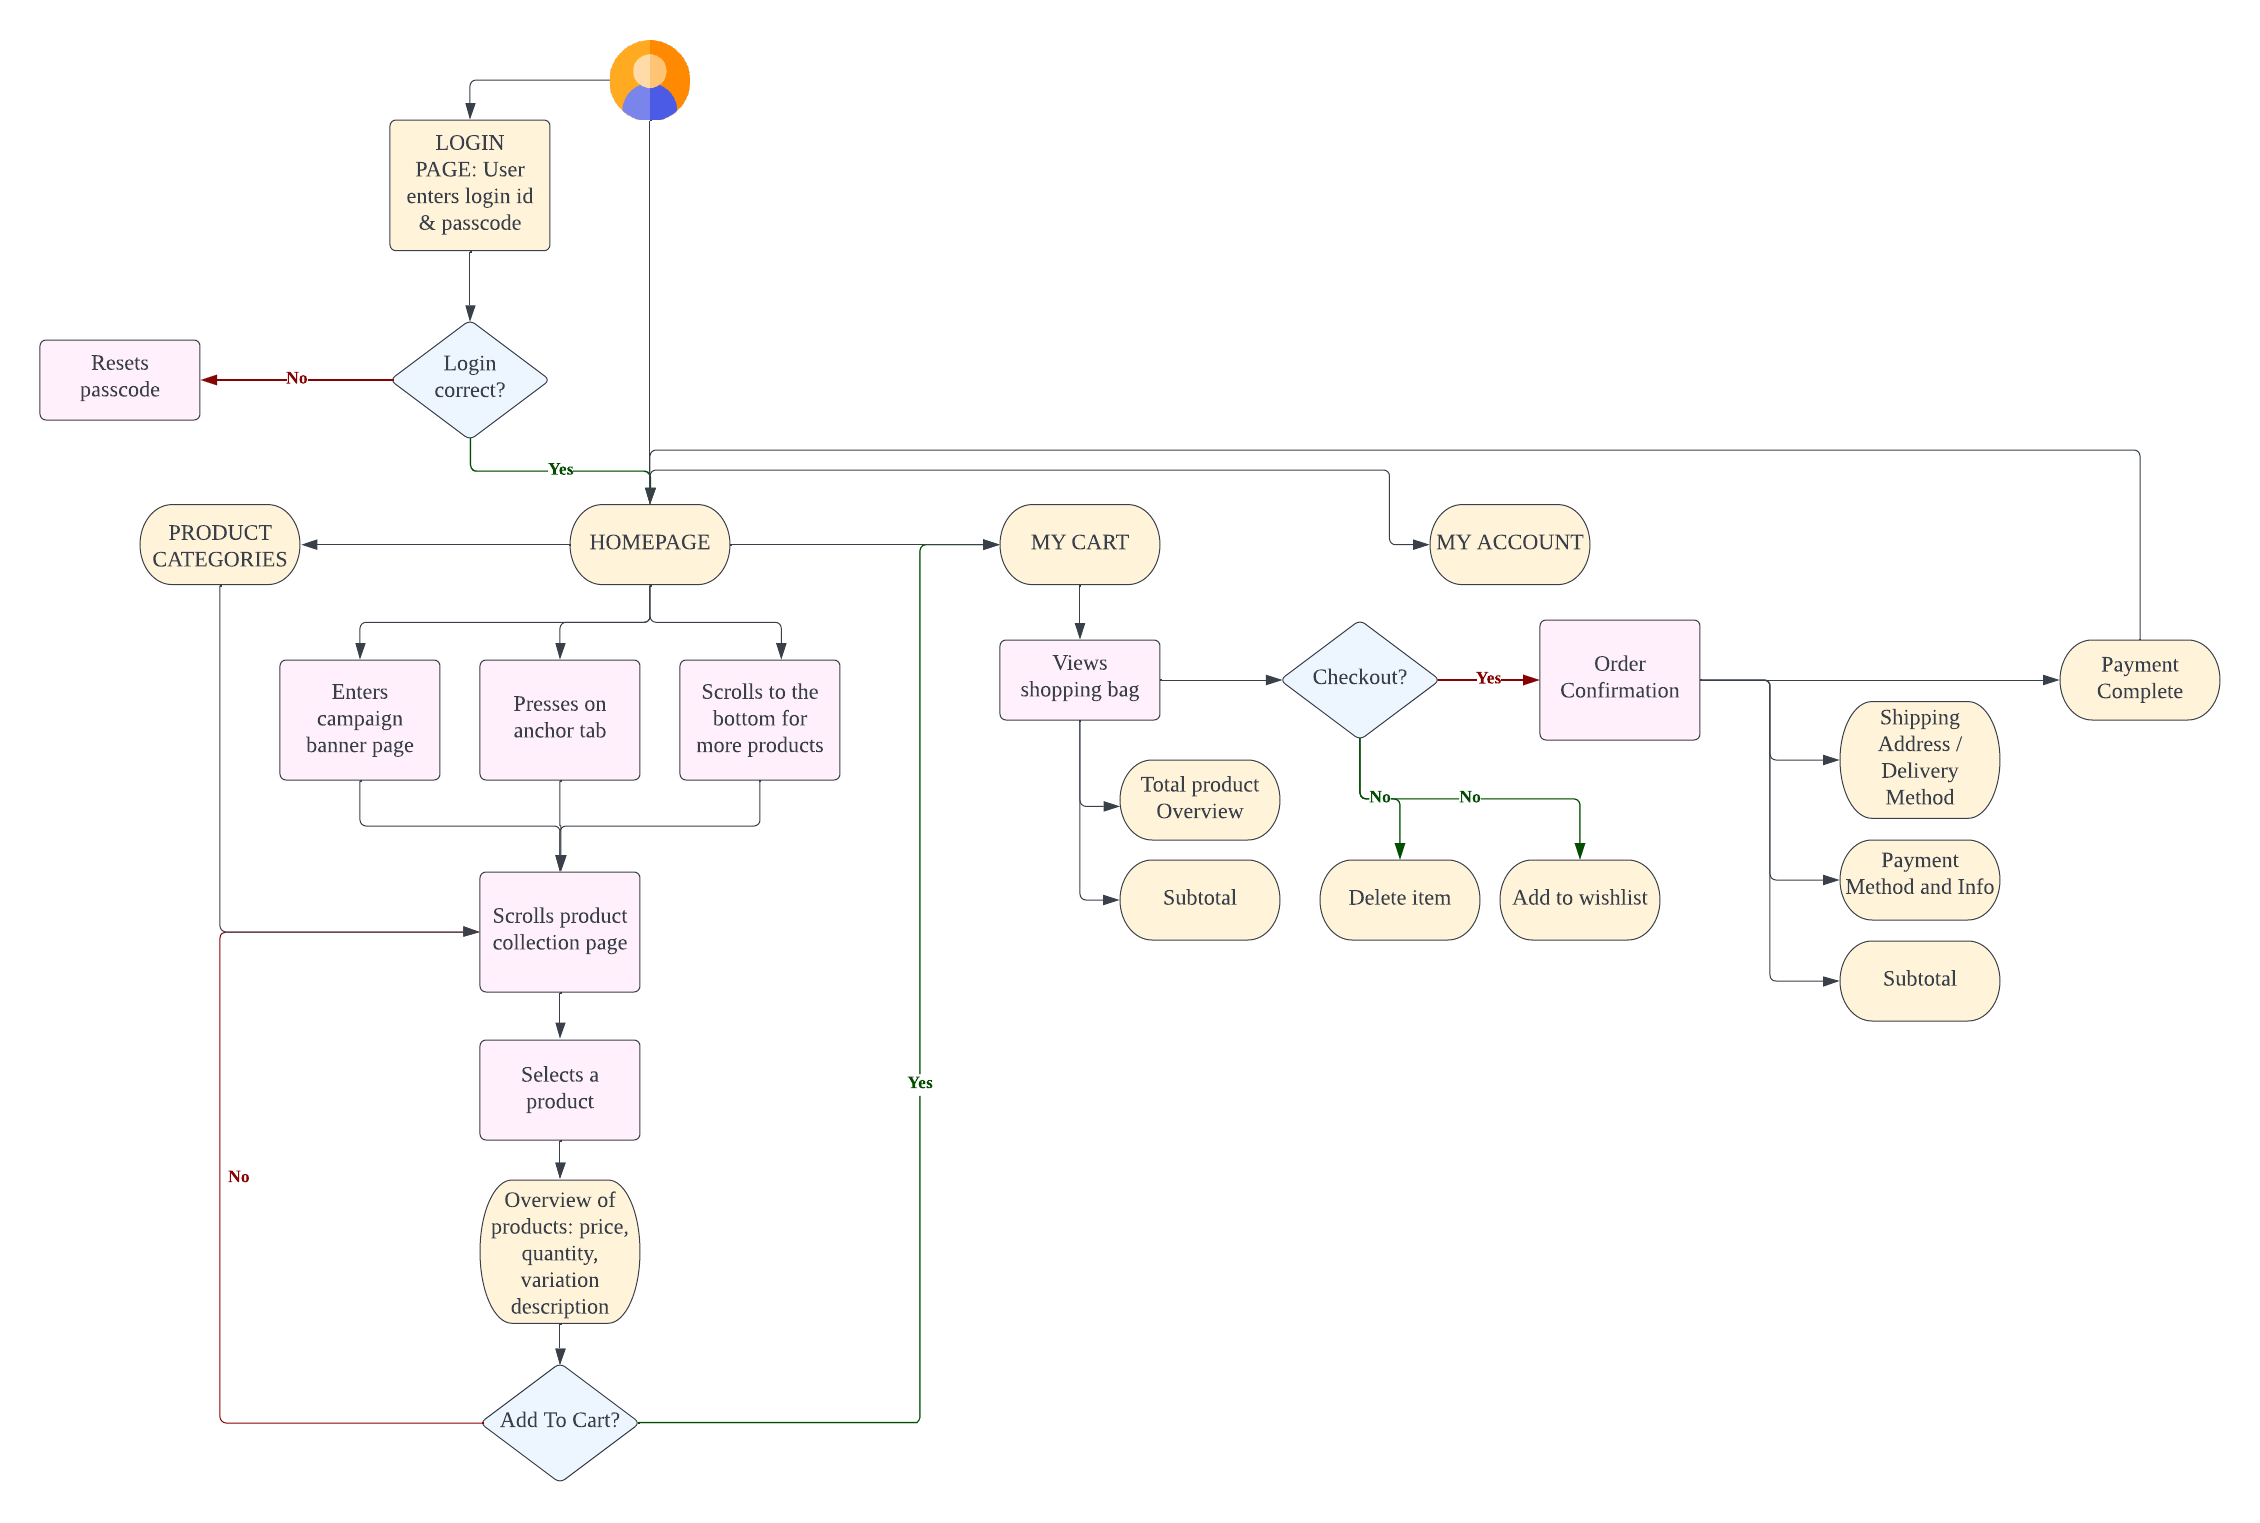 LOGIN
PAGE: User
enters login id
& passcode
Login
correct?
No
Resets
passcode
Yes
PRODUCT
CATEGORIES
HOMEPAGE
MY CART
MY ACCOUNT
Enters
campaign
banner page
Presses on
anchor tab
Scrolls to the
bottom for
more products
Views
shopping bag
Checkout?
Yes
Order
Confirmation
Payment
Complete
Shipping
Address /
Delivery
Method
Total product
Overview
No
No
Payment
Method and Info
Subtotal
Delete item
Add to wishlist
Subtotal
Scrolls product
collection page
Selects a
product
Yes
No
Overview of
products: price,
quantity,
variation
description
Add To Cart?